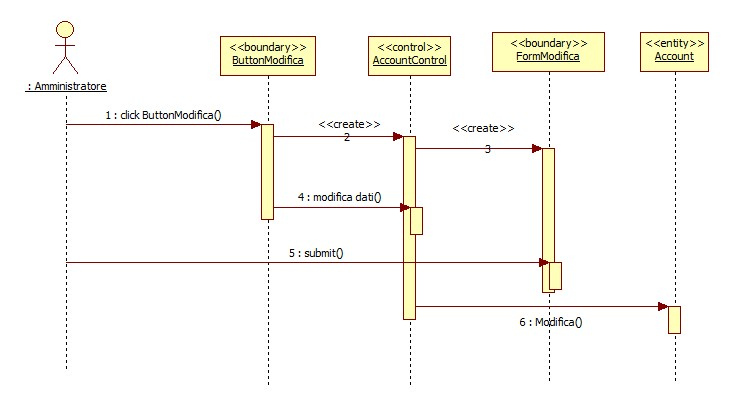 <<boundary>>
ButtonModifica
<<control>>
AccountControl
<<boundary>>
FormModifica
<<entity>>
Account
: Amministratore
1 : click ButtonModifica()
<<create>>
2
<<create>>
3
4 : modifica dati()
5 : submit()
6 : Modifica()